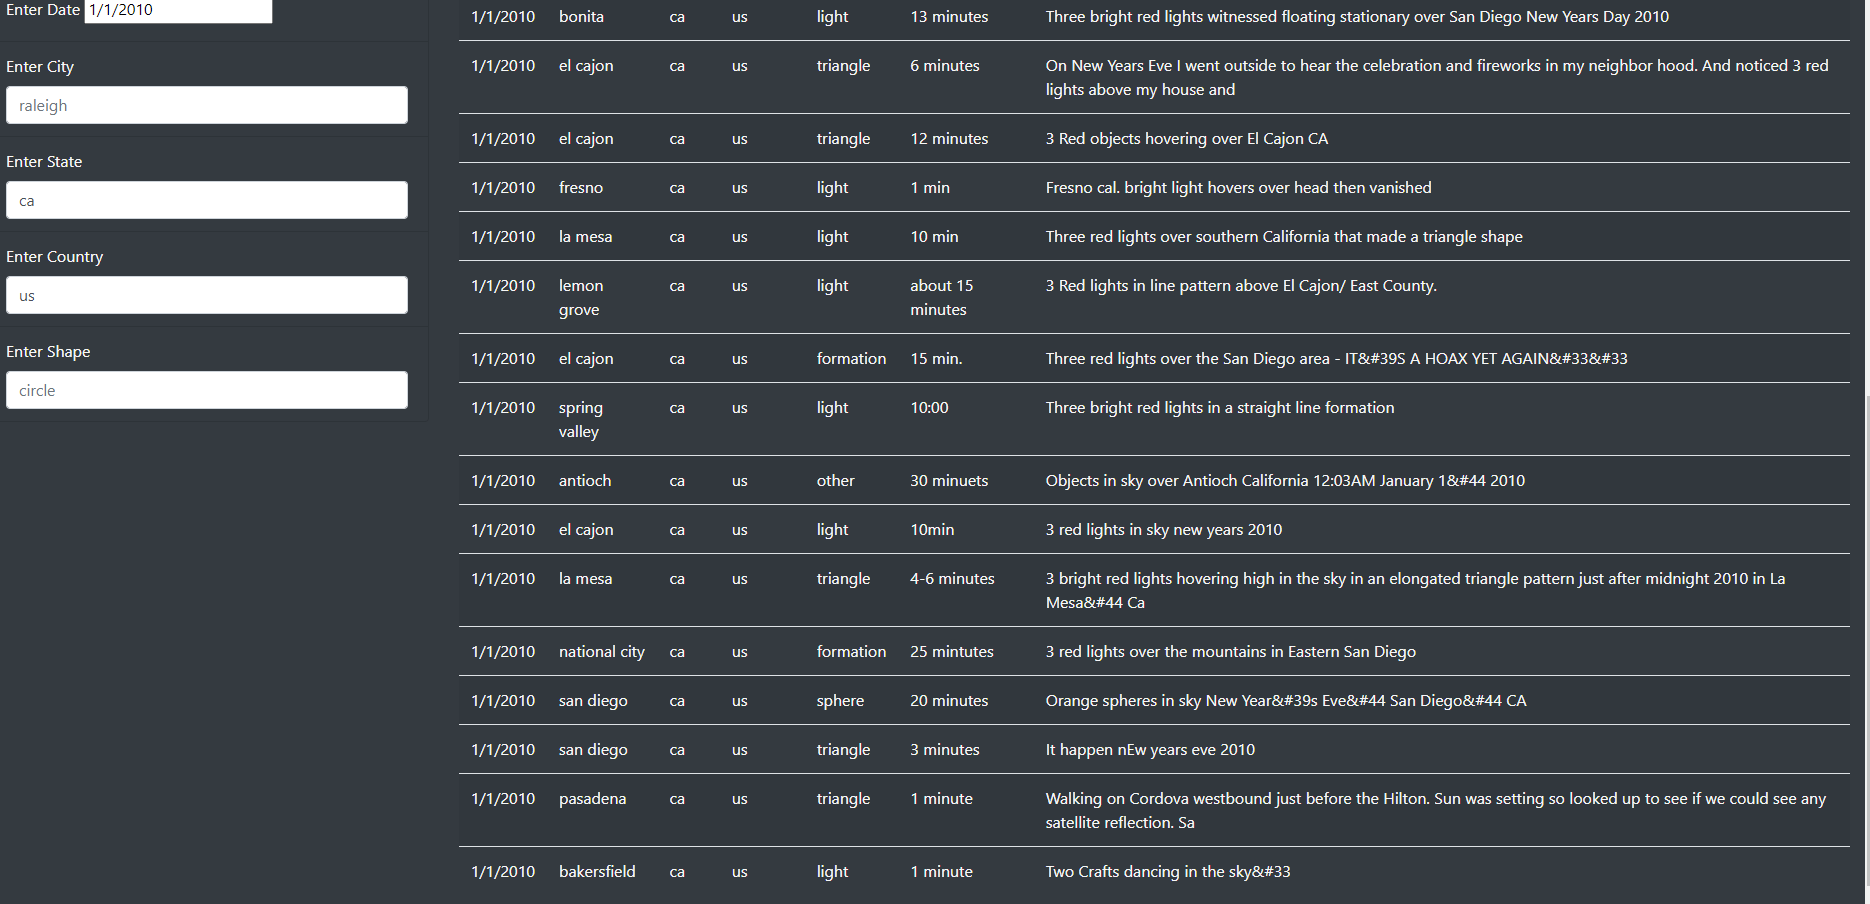 Enter Date 1/1/2010
Enter City
raleigh
Enter State
ca
Enter Country
us
Enter Shape
circle
1/1/2010 bonita ca us light 13 minutes Three bright red lights witnessed floating stationary over San Diego New Years Day 2010
1/1/2010 el cajon ca us triangle 6 minutes On New Years Eve I went outside to hear the celebration and fireworks in my neighbor hood. And noticed 3 red
lights above my house and
1/1/2010 el cajon ca us triangle 12 minutes 3 Red objects hovering over El Cajon CA
1/1/2010 fresno ca us light 1 min Fresno cal. bright light hovers over head then vanished
1/1/2010 la mesa ca us light 10 min Three red lights over southern California that made a triangle shape
1/1/2010 lemon ca us light about 15 3 Red lights in line pattern above El Cajon/ East County.
grove minutes
1/1/2010 el cajon ca us formation 15 min. Three red lights over the San Diego area - IT&#39S A HOAX YET AGAIN&#33&#33
1/1/2010 spring ca us light 10:00 Three bright red lights in a straight line formation
valley
1/1/2010 antioch ca us other 30 minuets Objects in sky over Antioch California 12:03AM January 1&#44 2010
1/1/2010 el cajon ca us light 10min 3 red lights in sky new years 2010
1/1/2010 la mesa ca us triangle 4-6 minutes 3 bright red lights hovering high in the sky in an elongated triangle pattern just after midnight 2010 in La
Mesa&#44 Ca
1/1/2010 national city ca us formation 25 mintutes 3 red lights over the mountains in Eastern San Diego
1/1/2010 san diego ca us sphere 20 minutes Orange spheres in sky New Year&#39s Eve&#44 San Diego&#44 CA
1/1/2010 san diego ca us triangle 3 minutes It happen nEw years eve 2010
1/1/2010 pasadena ca us triangle 1 minute Walking on Cordova westbound just before the Hilton. Sun was setting so looked up to see if we could see any
satellite reflection. Sa
1/1/2010 bakersfield ca us light 1 minute Two Crafts dancing in the sky&#33